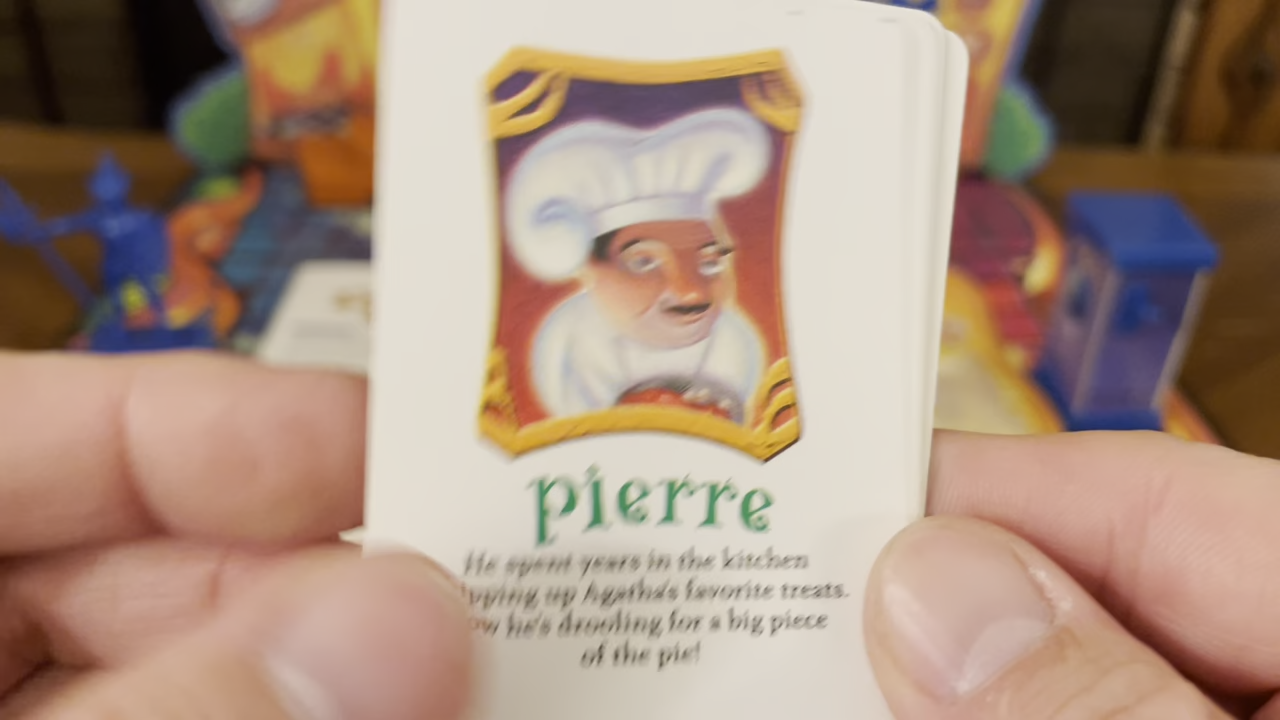 pierre
He spent years in the kitchen
up Agatha's favorite treats.
he's drooling for a big piece
of the pie!